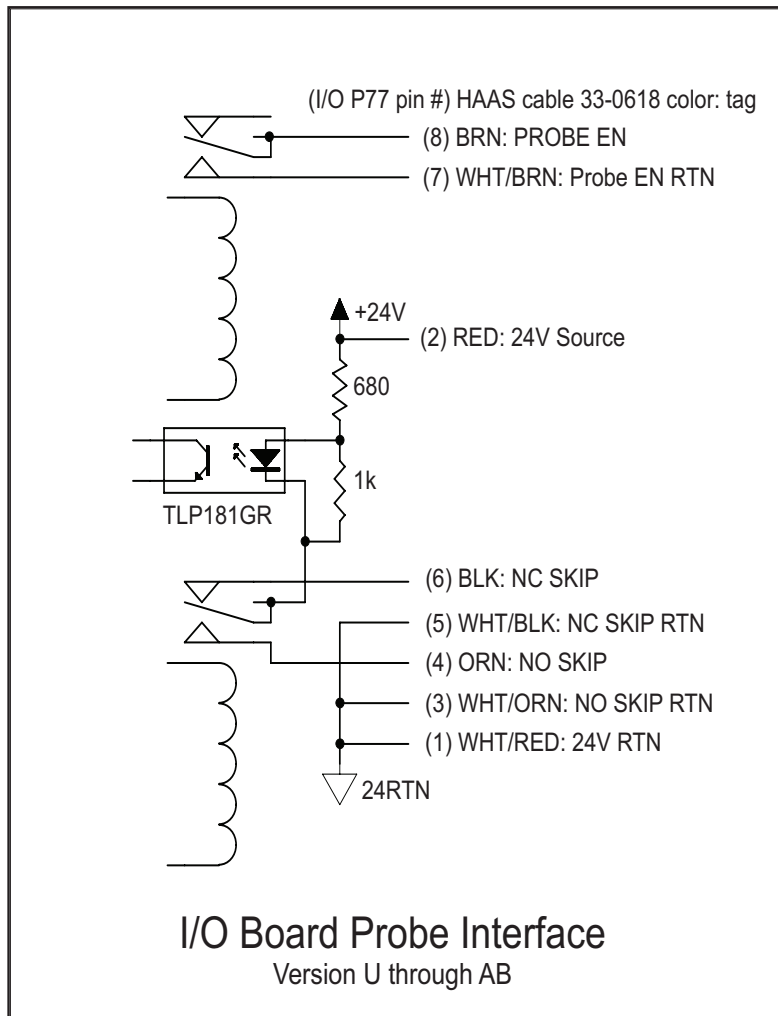 (I/O P77 pin #) HAAS cable 33-0618 color: tag
(8) BRN: PROBE EN
(7) WHT/BRN: Probe EN RTN
+24V
(2) RED: 24V Source
680
1k
TLP181GR
(6) BLK: NC SKIP
(5) WHT/BLK: NC SKIP RTN
(4) ORN: NO SKIP
(3) WHT/ORN: NO SKIP RTN
(1) WHT/RED: 24V RTN
24RTN
I/O Board Probe Interface
Version U through AB